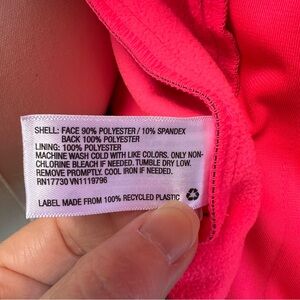 SHELL: FACE 90% POLYESTER / 10% SPANDEX
BACK 100% POLYESTER
LINING: 100% POLYESTER
MACHINE WASH COLD WITH LIKE COLORS. ONLY NON-
CHLORINE BLEACH IF NEEDED. TUMBLE DRY LOW.
REMOVE PROMPTLY. COOL IRON IF NEEDED.
RN17730 VN1119796
LABEL MADE FROM 100% RECYCLED PLASTIC